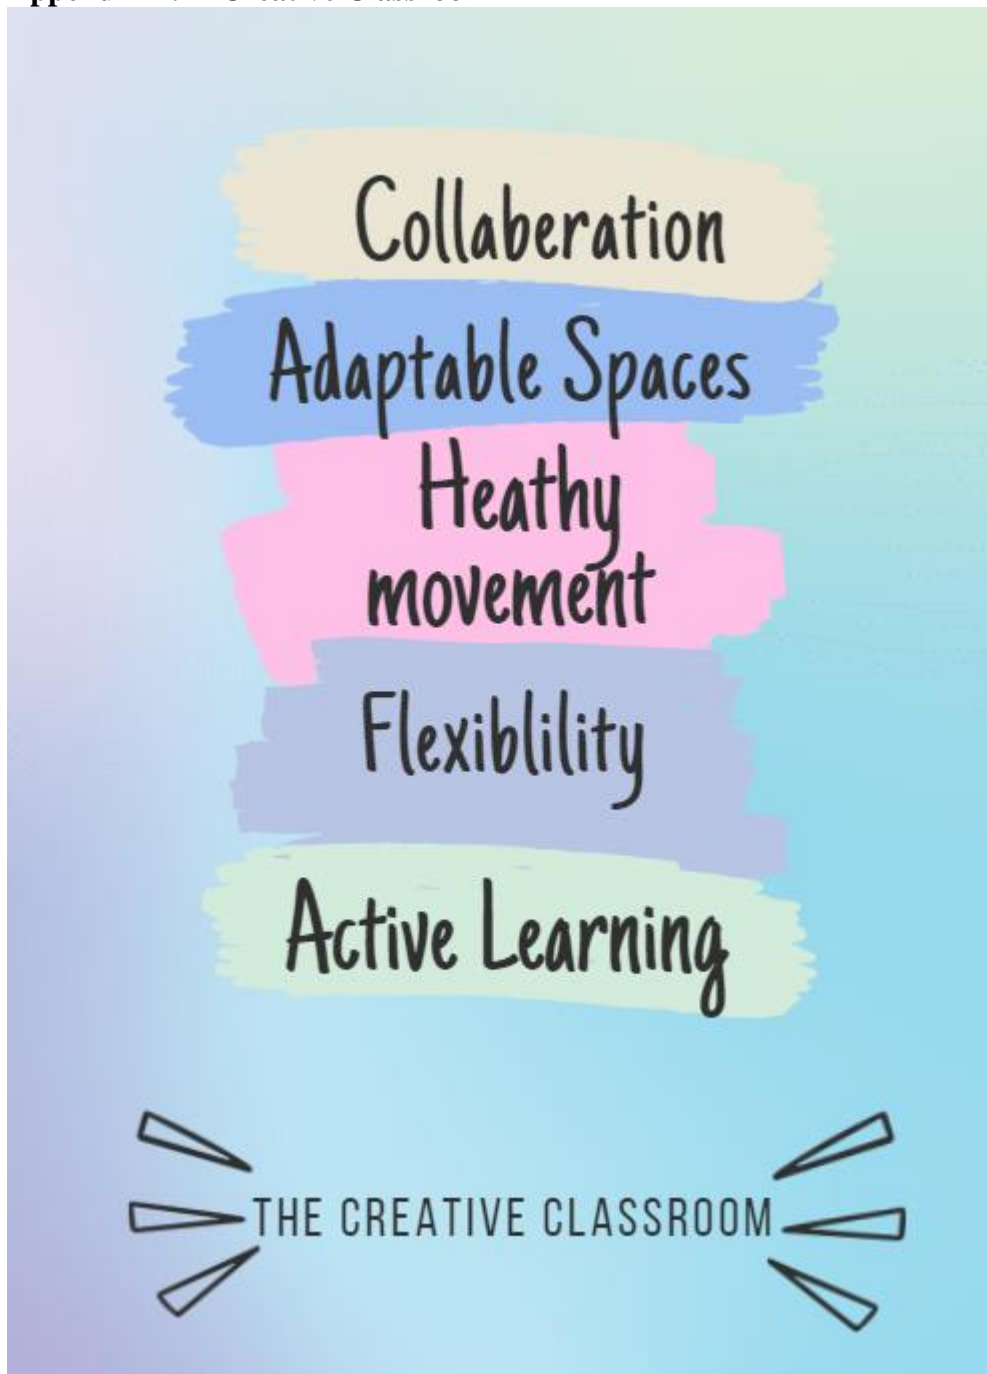 Collaberation
Adaptable Spaces
Heathy
movement
Flexiblility
Active Learning
THE CREATIVE CLASSROOM